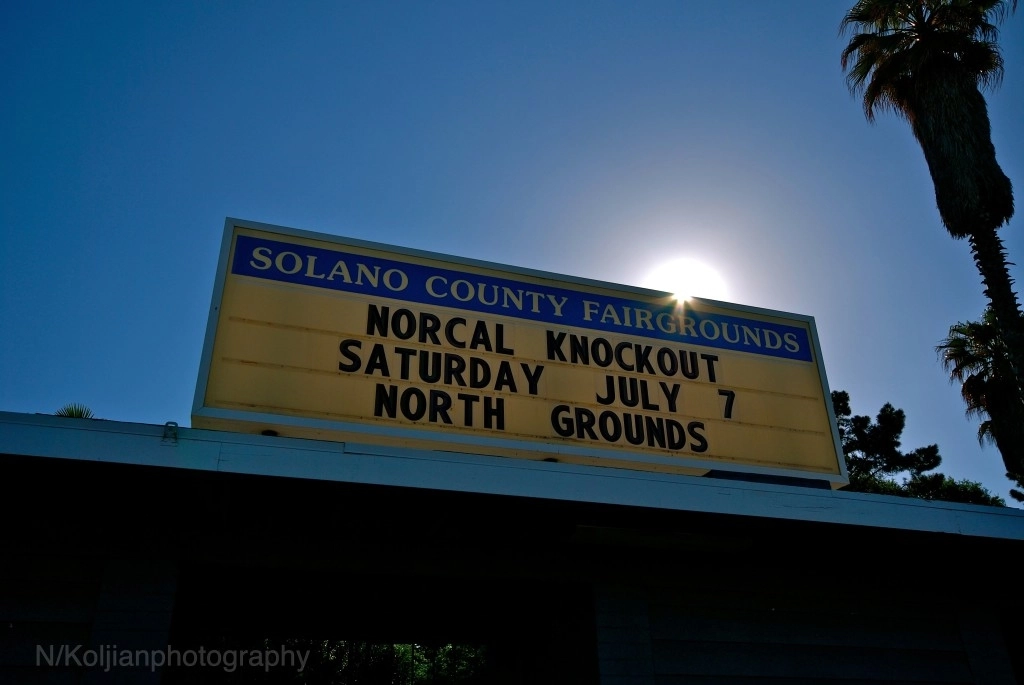 SOLANO COUNTY FAIRGROUNDS
NORCAL KNOCKOUT
SATURDAY JULY 7
NORTH GROUNDS
N/Koljianphotography